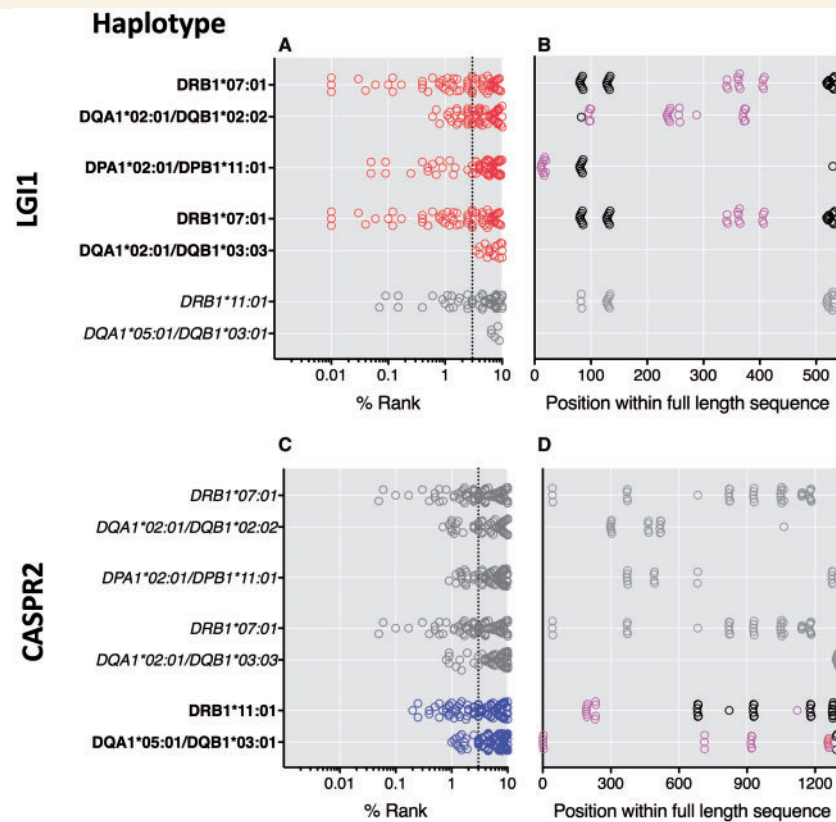 Haplotype
A
B
LGI1
DRB1*07:01
DQA1*02:01/DQB1*02:02
DPA1*02:01/DPB1*11:01
DRB1*07:01
DQA1*02:01/DQB1*03:03
DRB1*11:01
DQA1*05:01/DQB1*03:01
0.01 0.1 1 10
% Rank
0 100 200 300 400 500
Position within full length sequence
C
D
CASPR2
DRB1*07:01
DQA1*02:01/DQB1*02:02
DPA1*02:01/DPB1*11:01
DRB1*07:01
DQA1*02:01/DQB1*03:03
DRB1*11:01
DQA1*05:01/DQB1*03:01
0.01 0.1 1 10
% Rank
0 300 600 900 1200
Position within full length sequence